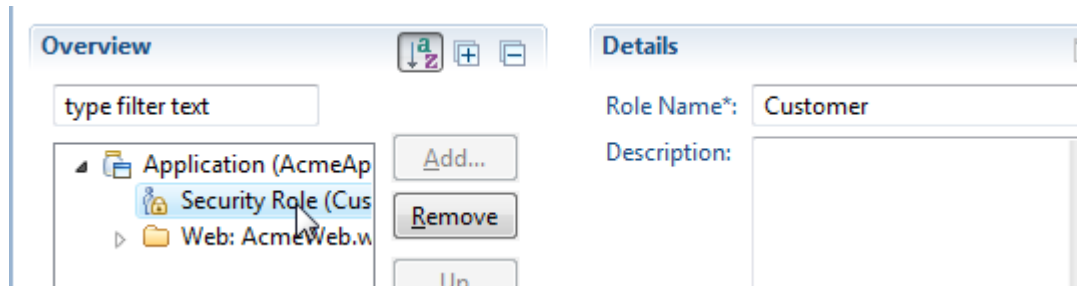 Overview
type filter text
Application (AcmeAp
Security Role (Cus
Web: AcmeWeb.w
Add...
Remove
Up
Details
Role Name*: Customer
Description: